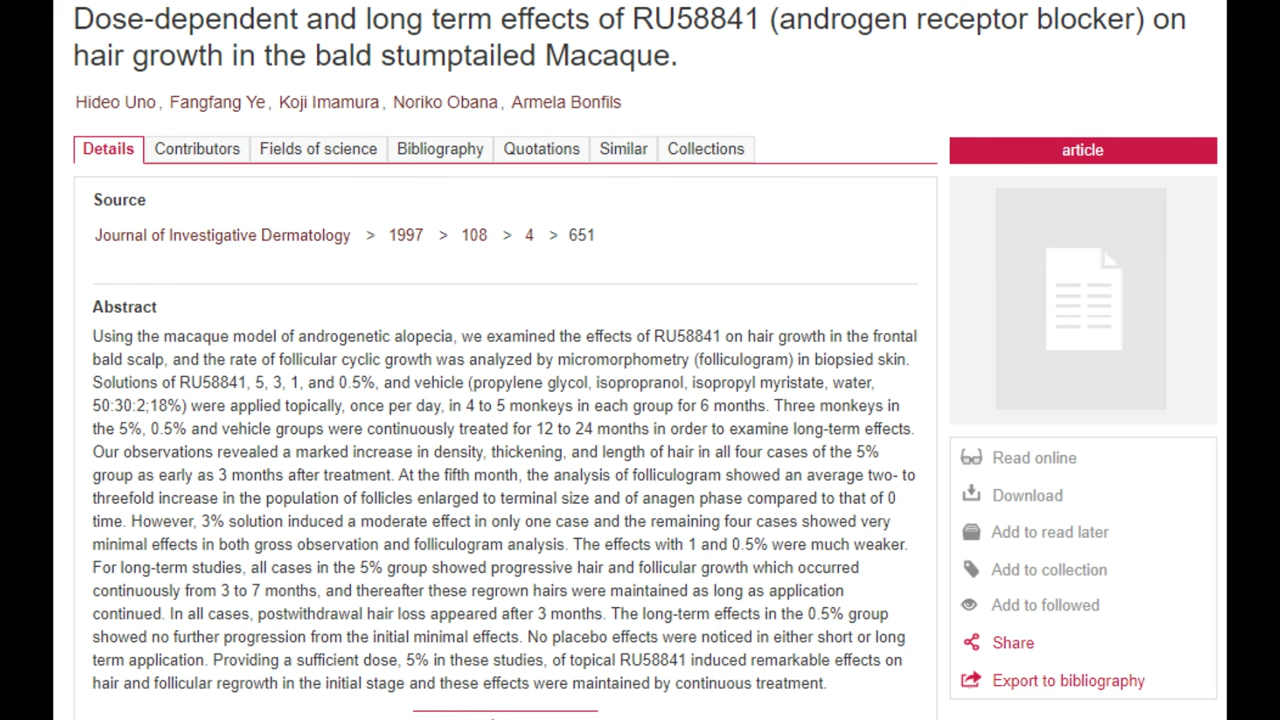 Dose-dependent and long term effects of RU58841 (androgen receptor blocker) on
hair growth in the bald stumptailed Macaque.
Hideo Uno, Fangfang Ye, Koji Imamura, Noriko Obana, Armela Bonfils
Details Contributors Fields of science Bibliography Quotations Similar Collections
article
Source
Journal of Investigative Dermatology > 1997 > 108 > 4 > 651
Abstract
Using the macaque model of androgenetic alopecia, we examined the effects of RU58841 on hair growth in the frontal
bald scalp, and the rate of follicular cyclic growth was analyzed by micromorphometry (folliculogram) in biopsied skin.
Solutions of RU58841, 5, 3, 1, and 0.5%, and vehicle (propylene glycol, isopropranol, isopropyl myristate, water,
50:30:2;18%) were applied topically, once per day, in 4 to 5 monkeys in each group for 6 months. Three monkeys in
the 5%, 0.5% and vehicle groups were continuously treated for 12 to 24 months in order to examine long-term effects.
Our observations revealed a marked increase in density, thickening, and length of hair in all four cases of the 5%
group as early as 3 months after treatment. At the fifth month, the analysis of folliculogram showed an average two- to
threefold increase in the population of follicles enlarged to terminal size and of anagen phase compared to that of 0
time. However, 3% solution induced a moderate effect in only one case and the remaining four cases showed very
minimal effects in both gross observation and folliculogram analysis. The effects with 1 and 0.5% were much weaker.
For long-term studies, all cases in the 5% group showed progressive hair and follicular growth which occurred
continuously from 3 to 7 months, and thereafter these regrown hairs were maintained as long as application
continued. In all cases, postwithdrawal hair loss appeared after 3 months. The long-term effects in the 0.5% group
showed no further progression from the initial minimal effects. No placebo effects were noticed in either short or long
term application. Providing a sufficient dose, 5% in these studies, of topical RU58841 induced remarkable effects on
hair and follicular regrowth in the initial stage and these effects were maintained by continuous treatment.
Read online
Download
Add to read later
Add to collection
Add to followed
Share
Export to bibliography